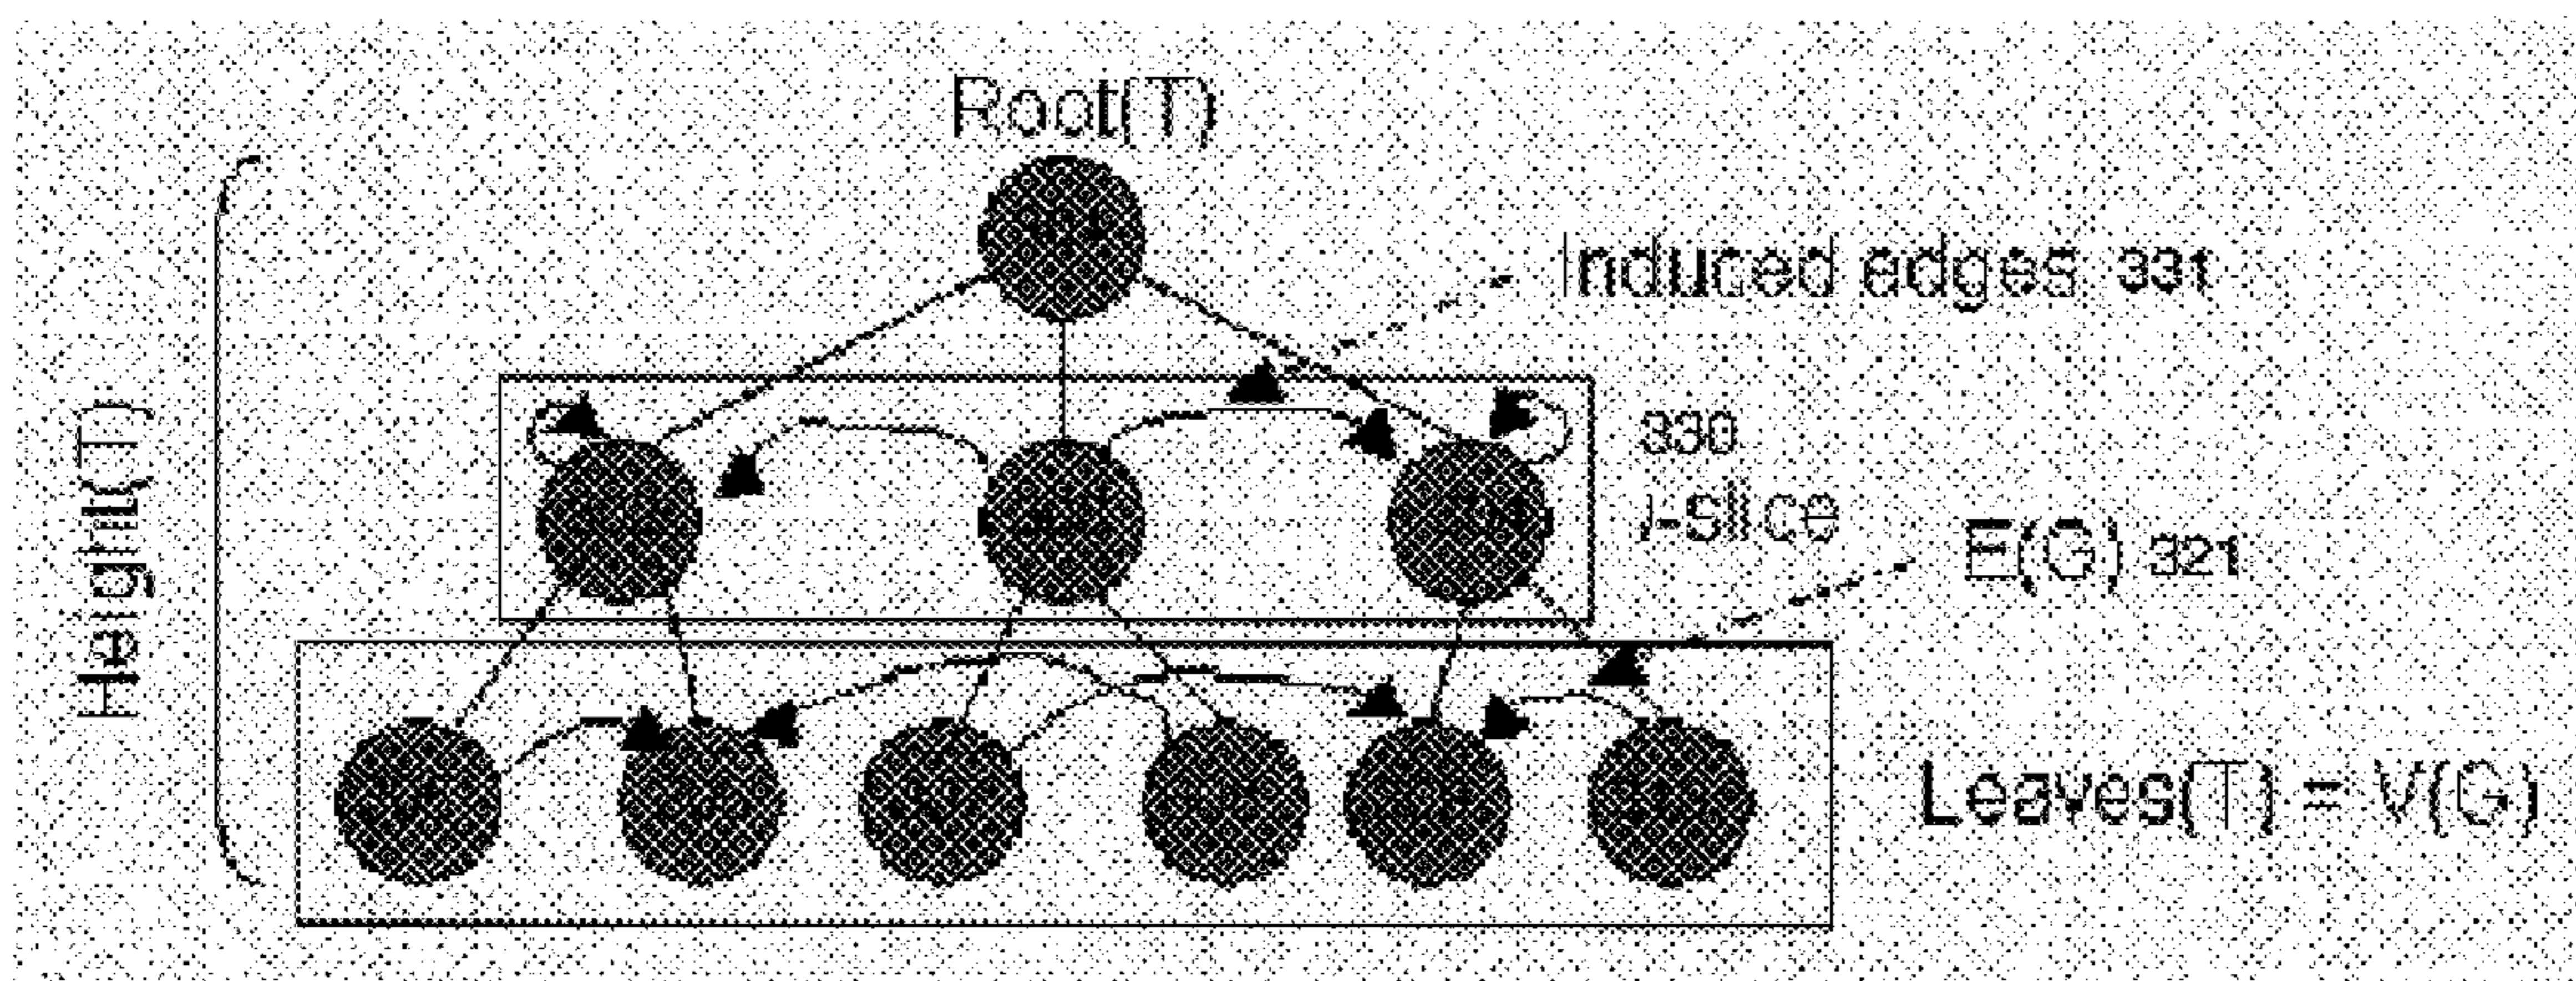 Root(T)
Induced edges 331
Height(T)
330
i-slice
E(G) 321
Leaves(T) = V(G)